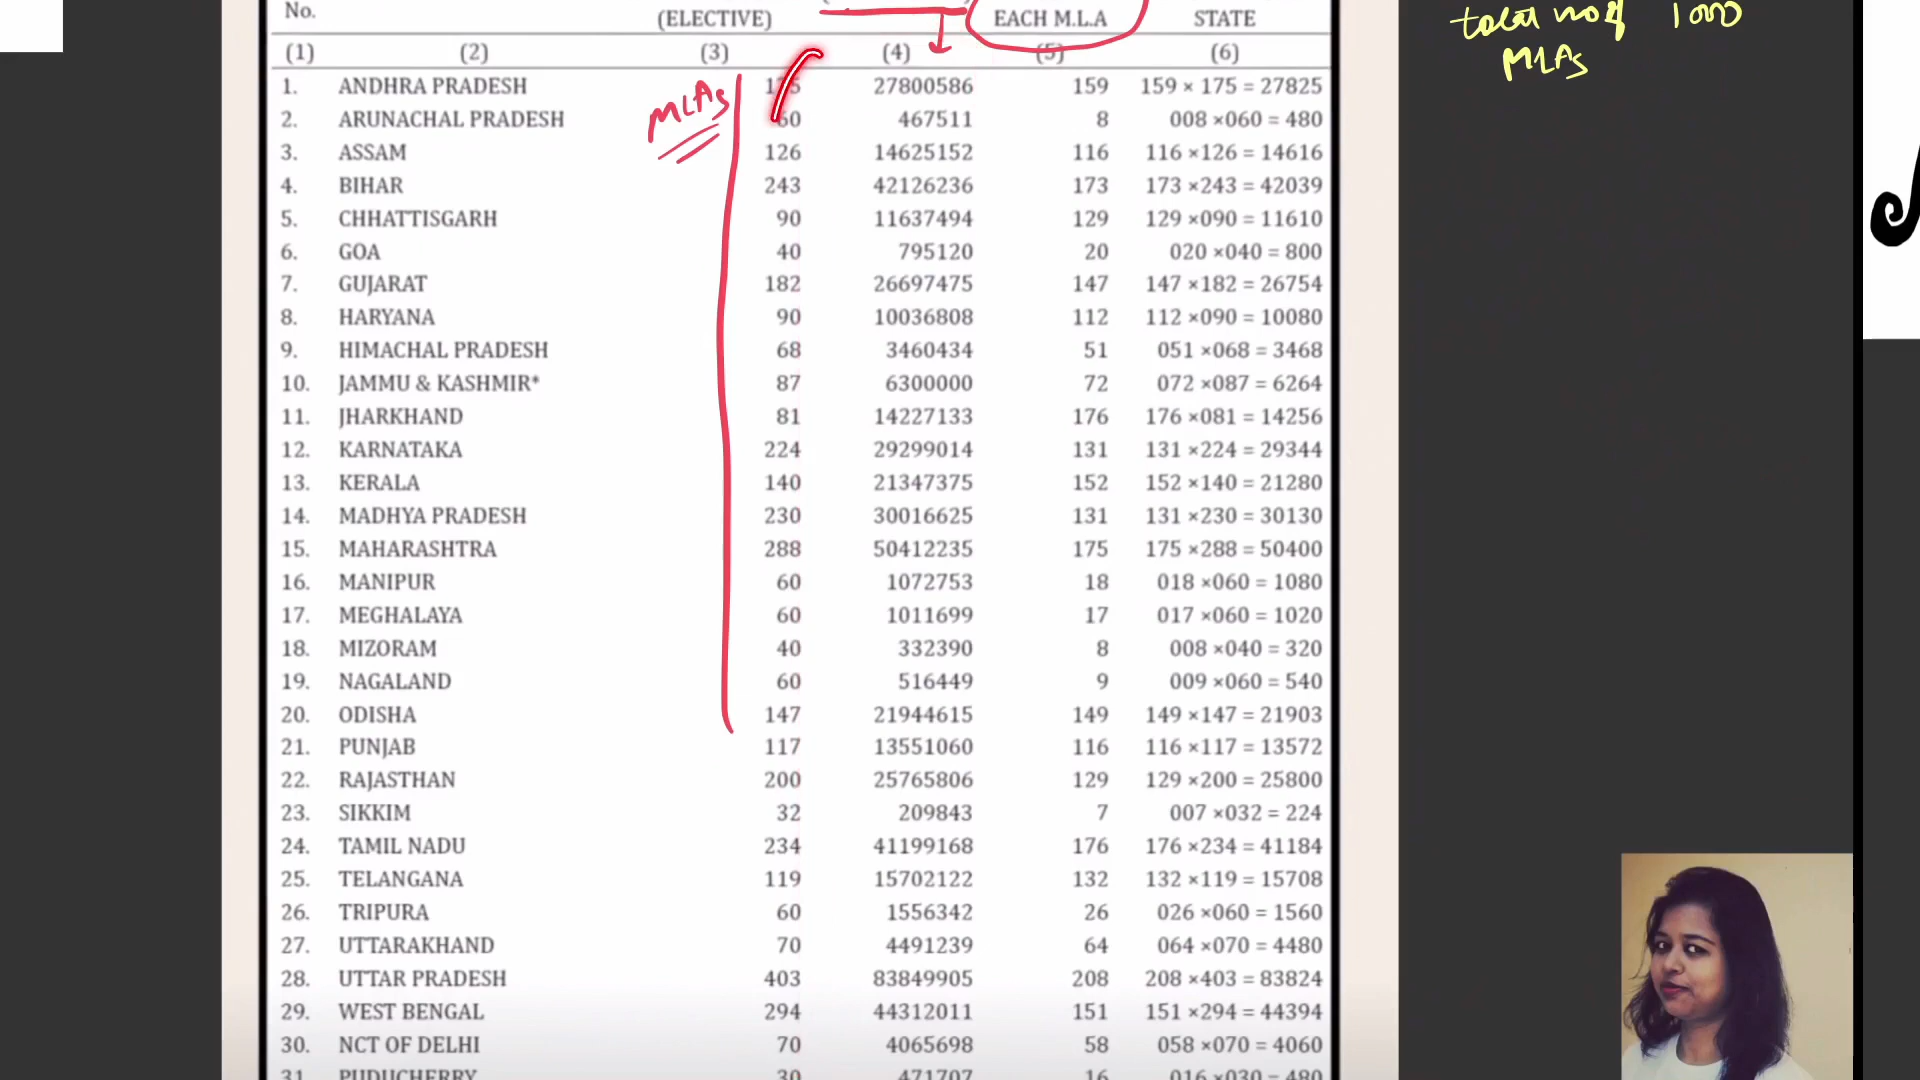 No. (ELECTIVE) EACH M.L.A STATE
(1) (2) (3) (4) (5) (6)
1. ANDHRA PRADESH 175 27800586 159 159 × 175 = 27825
2. ARUNACHAL PRADESH 60 467511 8 008 ×060 = 480
3. ASSAM 126 14625152 116 116 ×126 = 14616
4. BIHAR 243 42126236 173 173 ×243 = 42039
5. CHHATTISGARH 90 11637494 129 129 ×090 = 11610
6. GOA 40 795120 20 020 ×040 = 800
7. GUJARAT 182 26697475 147 147 ×182 = 26754
8. HARYANA 90 10036808 112 112 ×090 = 10080
9. HIMACHAL PRADESH 68 3460434 51 051 ×068 = 3468
10. JAMMU & KASHMIR* 87 6300000 72 072 ×087 = 6264
11. JHARKHAND 81 14227133 176 176 ×081 = 14256
12. KARNATAKA 224 29299014 131 131 ×224 = 29344
13. KERALA 140 21347375 152 152 ×140 = 21280
14. MADHYA PRADESH 230 30016625 131 131 ×230 = 30130
15. MAHARASHTRA 288 50412235 175 175 ×288 = 50400
16. MANIPUR 60 1072753 18 018 ×060 = 1080
17. MEGHALAYA 60 1011699 17 017 ×060 = 1020
18. MIZORAM 40 332390 8 008 ×040 = 320
19. NAGALAND 60 516449 9 009 ×060 = 540
20. ODISHA 147 21944615 149 149 ×147 = 21903
21. PUNJAB 117 13551060 116 116 ×117 = 13572
22. RAJASTHAN 200 25765806 129 129 ×200 = 25800
23. SIKKIM 32 209843 7 007 ×032 = 224
24. TAMIL NADU 234 41199168 176 176 ×234 = 41184
25. TELANGANA 119 15702122 132 132 ×119 = 15708
26. TRIPURA 60 1556342 26 026 ×060 = 1560
27. UTTARAKHAND 70 4491239 64 064 ×070 = 4480
28. UTTAR PRADESH 403 83849905 208 208 ×403 = 83824
29. WEST BENGAL 294 44312011 151 151 ×294 = 44394
30. NCT OF DELHI 70 4065698 58 058 ×070 = 4060
31. PUDUCHERRY 30 471707 16 016 ×030 = 480
MLAs
total no of 1000
MLAs